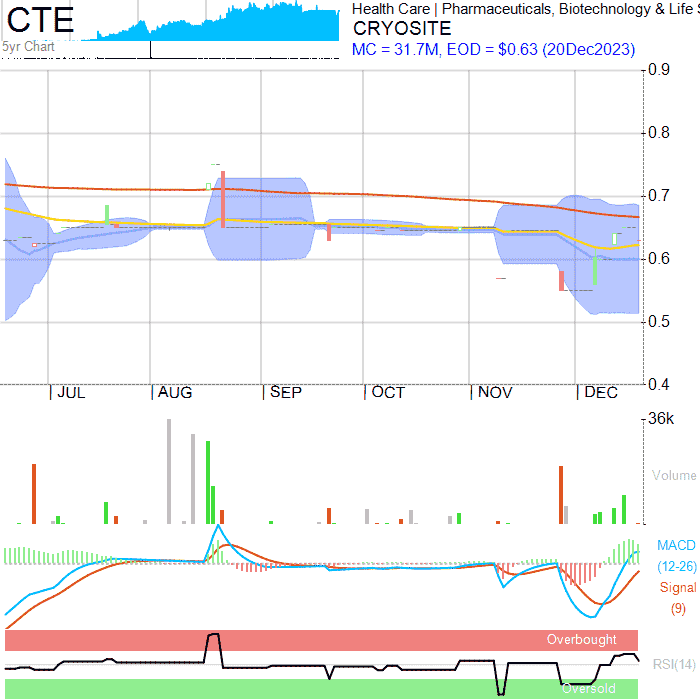 CTE
Health Care | Pharmaceuticals, Biotechnology & Life S
CRYOSITE
5yr Chart
MC = 31.7M, EOD = $0.63 (20Dec2023)
0.9
0.8
0.7
0.6
0.5
0.4
| JUL | AUG | SEP | OCT | NOV | DEC
36k
Volume
MACD
(12-26)
Signal
(9)
Overbought
RSI(14)
Oversold